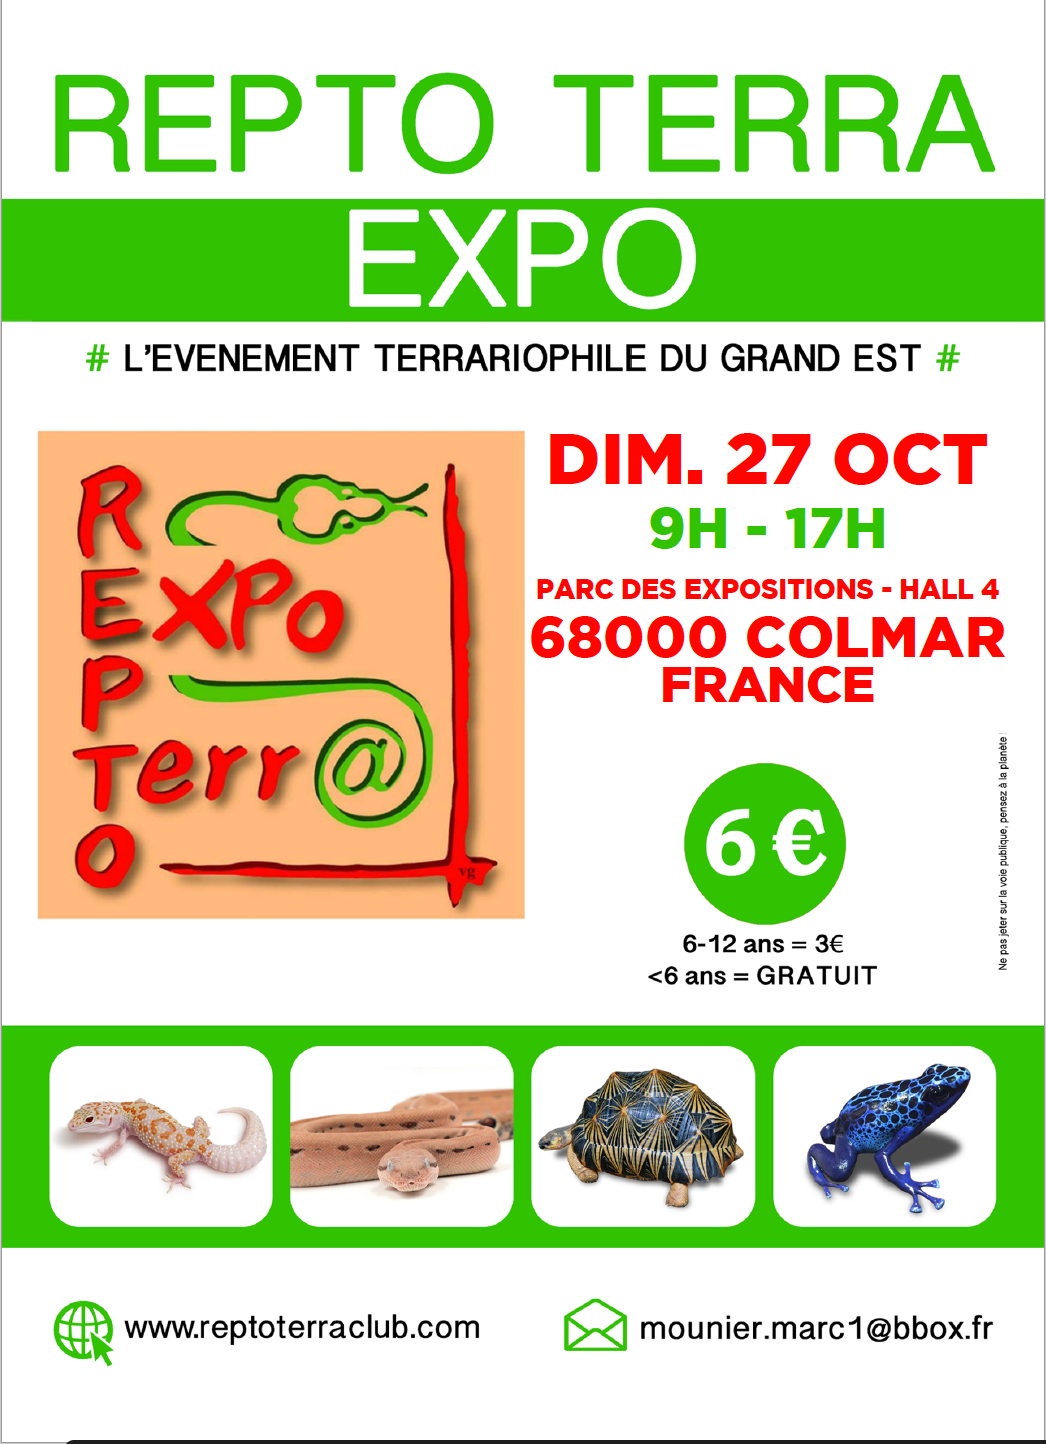 REPTO TERRA
EXPO
# L'EVENEMENT TERRARIOPHILE DU GRAND EST #
REPTO
EXPO
Terr@
vg
DIM. 27 OCT
9H - 17H
PARC DES EXPOSITIONS - HALL 4
68000 COLMAR
FRANCE
6 €
6-12 ans = 3€
<6 ans = GRATUIT
Ne pas jeter sur la voie publique, pensez à la planète
www.reptoterraclub.com
mounier.marc1@bbox.fr